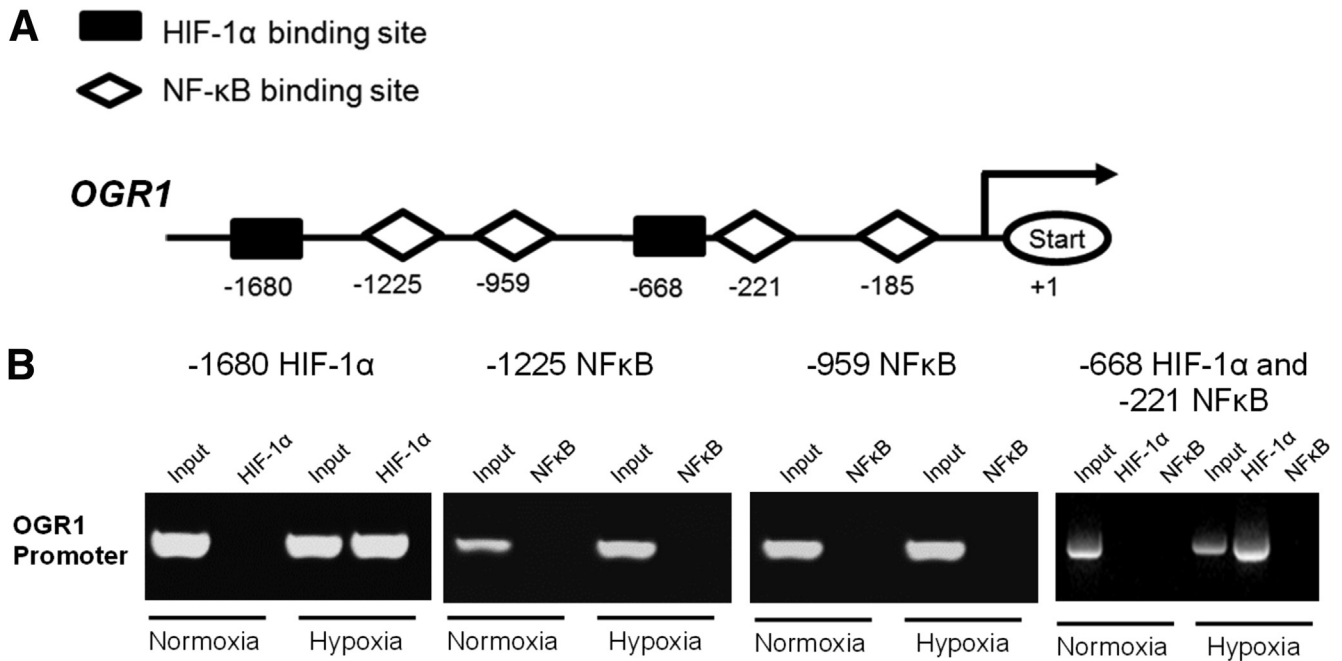 A
HIF-1α binding site
NF-κB binding site
OGR1
-1680 -1225 -959 -668 -221 -185 +1
Start
B
-1680 HIF-1α
-1225 NFκB
-959 NFκB
-668 HIF-1α and
-221 NFκB
Input HIF-1α Input HIF-1α
Input NFκB Input NFκB
Input NFκB Input NFκB
Input HIF-1α NFκB Input HIF-1α NFκB
OGR1
Promoter
Normoxia Hypoxia
Normoxia Hypoxia
Normoxia Hypoxia
Normoxia Hypoxia